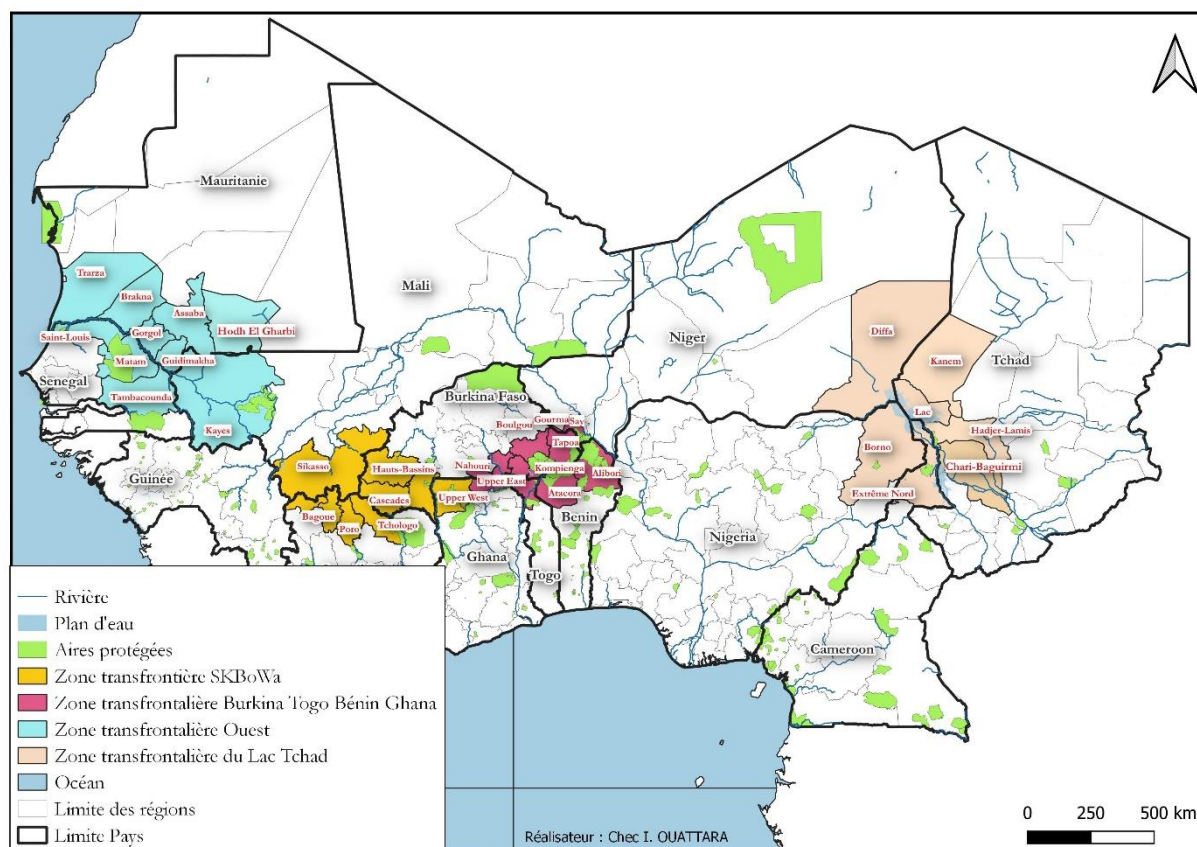 Mauritanie
Mali
Niger
Tchad
Trarza
Brakna
Assaba
Hodh El Gharbi
Gorgol
Saint-Louis
Matam
Guidimakha
Senegal
Tambacounda
Kayes
Diffa
Kanem
Lac
Hadjer-Lamis
Borno
Chari-Baguirmi
Extrême Nord
Burkina Faso
Boulgou
Gourma
Say
Tapoa
Sikasso
Hauts-Bassins
Nahouri
Kompienga
Alibori
Upper East
Cascades
Upper West
Atacora
Guinée
Bagoue
Poro
Tchologo
Benin
Ghana
Togo
Nigeria
Cameroon
Rivière
Plan d'eau
Aires protégées
Zone transfrontière SKBoWa
Zone transfrontalière Burkina Togo Bénin Ghana
Zone transfrontalière Ouest
Zone transfrontalière du Lac Tchad
Océan
Limite des régions
Limite Pays
Réalisateur : Chec I. OUATTARA
0 250 500 km